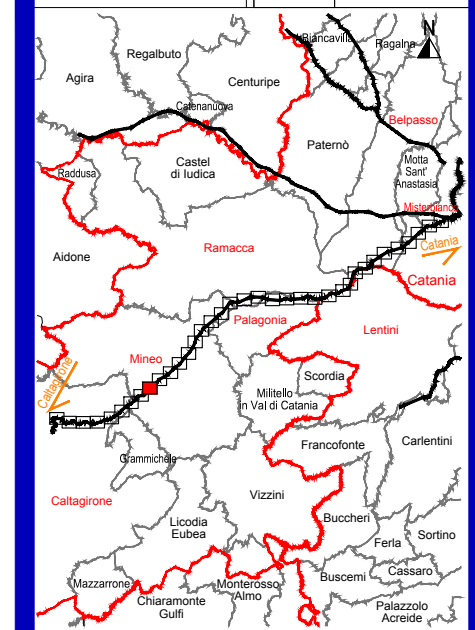 N
Biancavilla
Ragalna
Regalbuto
Agira
Centuripe
Catenanuova
Belpasso
Paternò
Castel
di Iudica
Raddusa
Motta
Sant'
Anastasia
Misterbianco
Aidone
Ramacca
Catania
Catania
Palagonia
Lentini
Mineo
Caltagirone
Scordia
Militello
in Val di Catania
Francofonte
Carlentini
Grammichele
Vizzini
Caltagirone
Licodia
Eubea
Buccheri
Ferla
Sortino
Cassaro
Buscemi
Mazzarrone
Monterosso
Almo
Chiaramonte
Gulfi
Palazzolo
Acreide